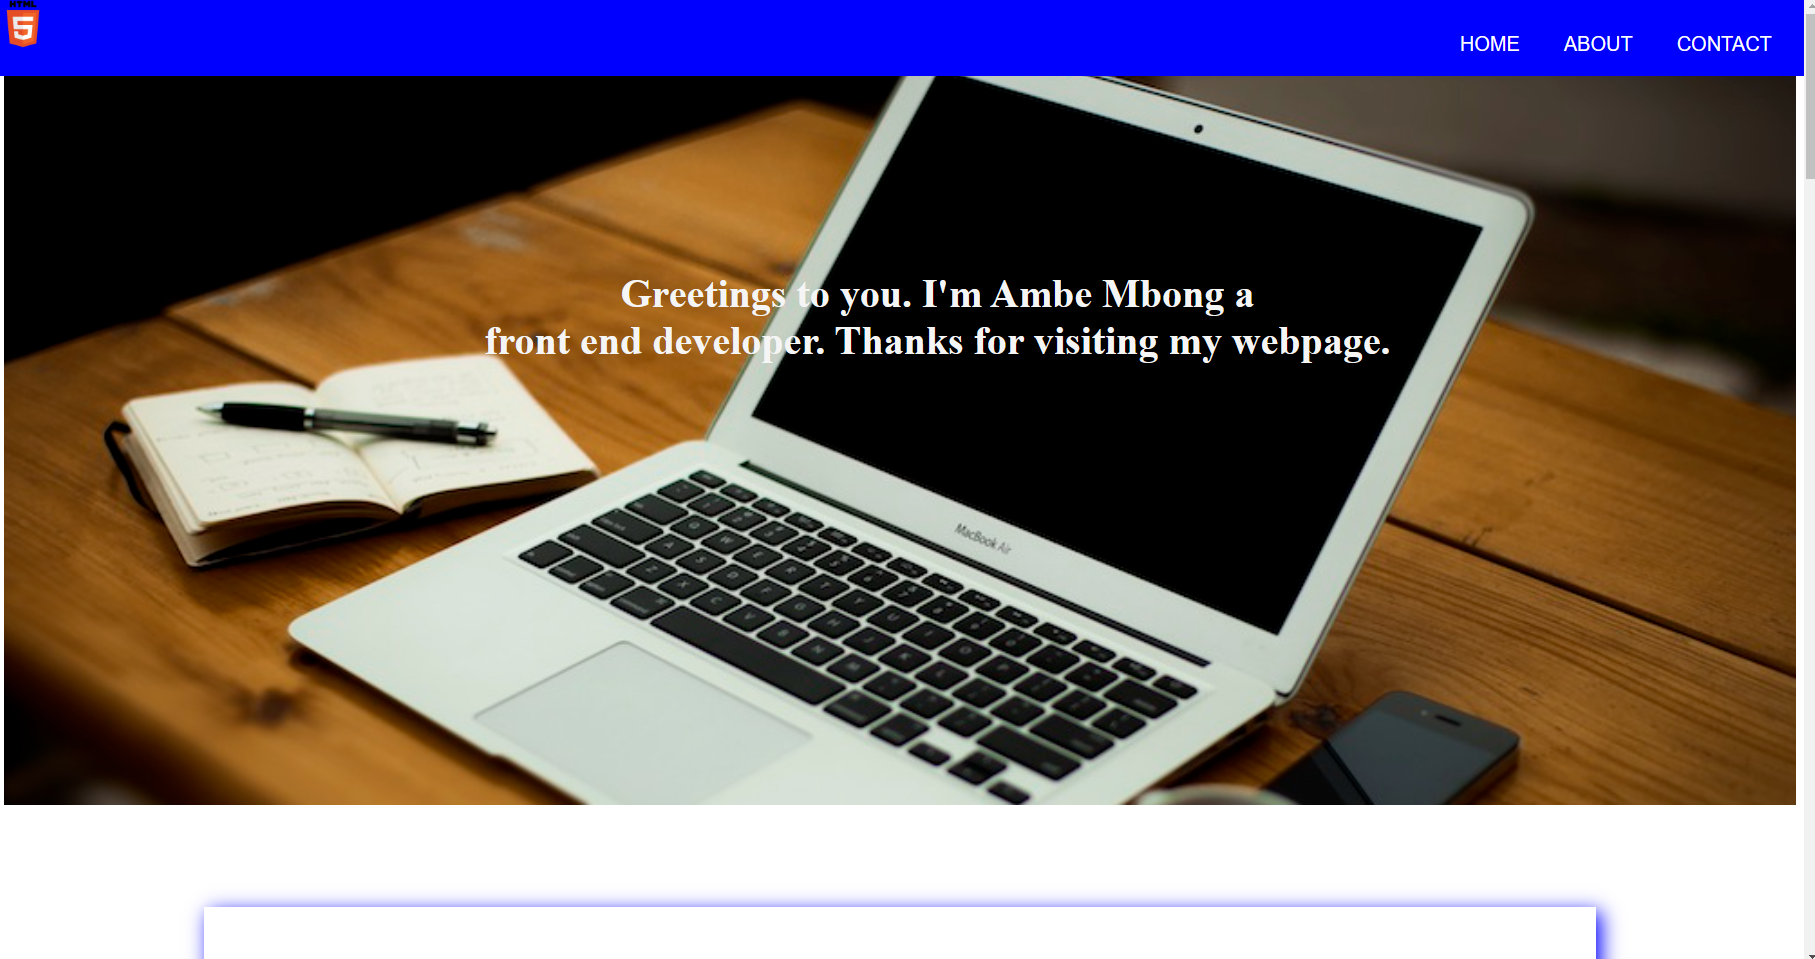 HTML
5
HOME ABOUT CONTACT
Greetings to you. I'm Ambe Mbong a
front end developer. Thanks for visiting my webpage.
MacBook Air